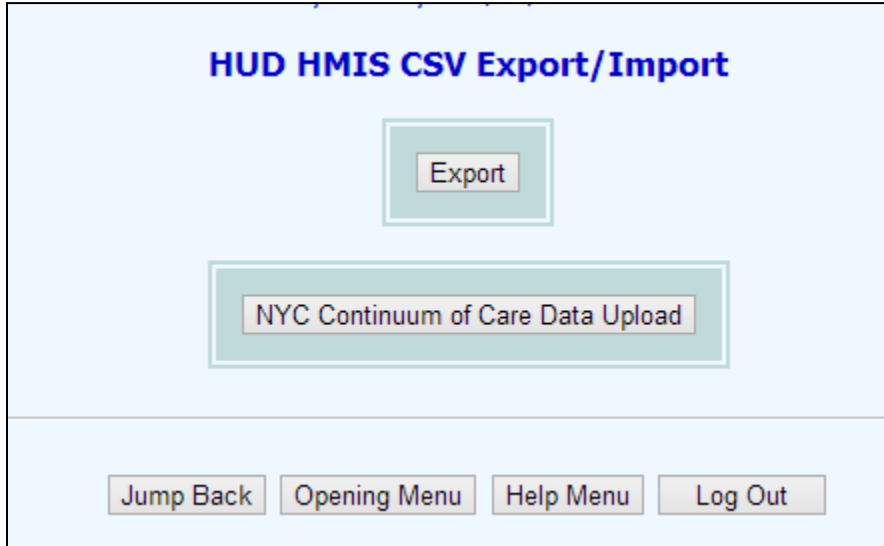 HUD HMIS CSV Export/Import
Export
NYC Continuum of Care Data Upload
Jump Back Opening Menu Help Menu Log Out